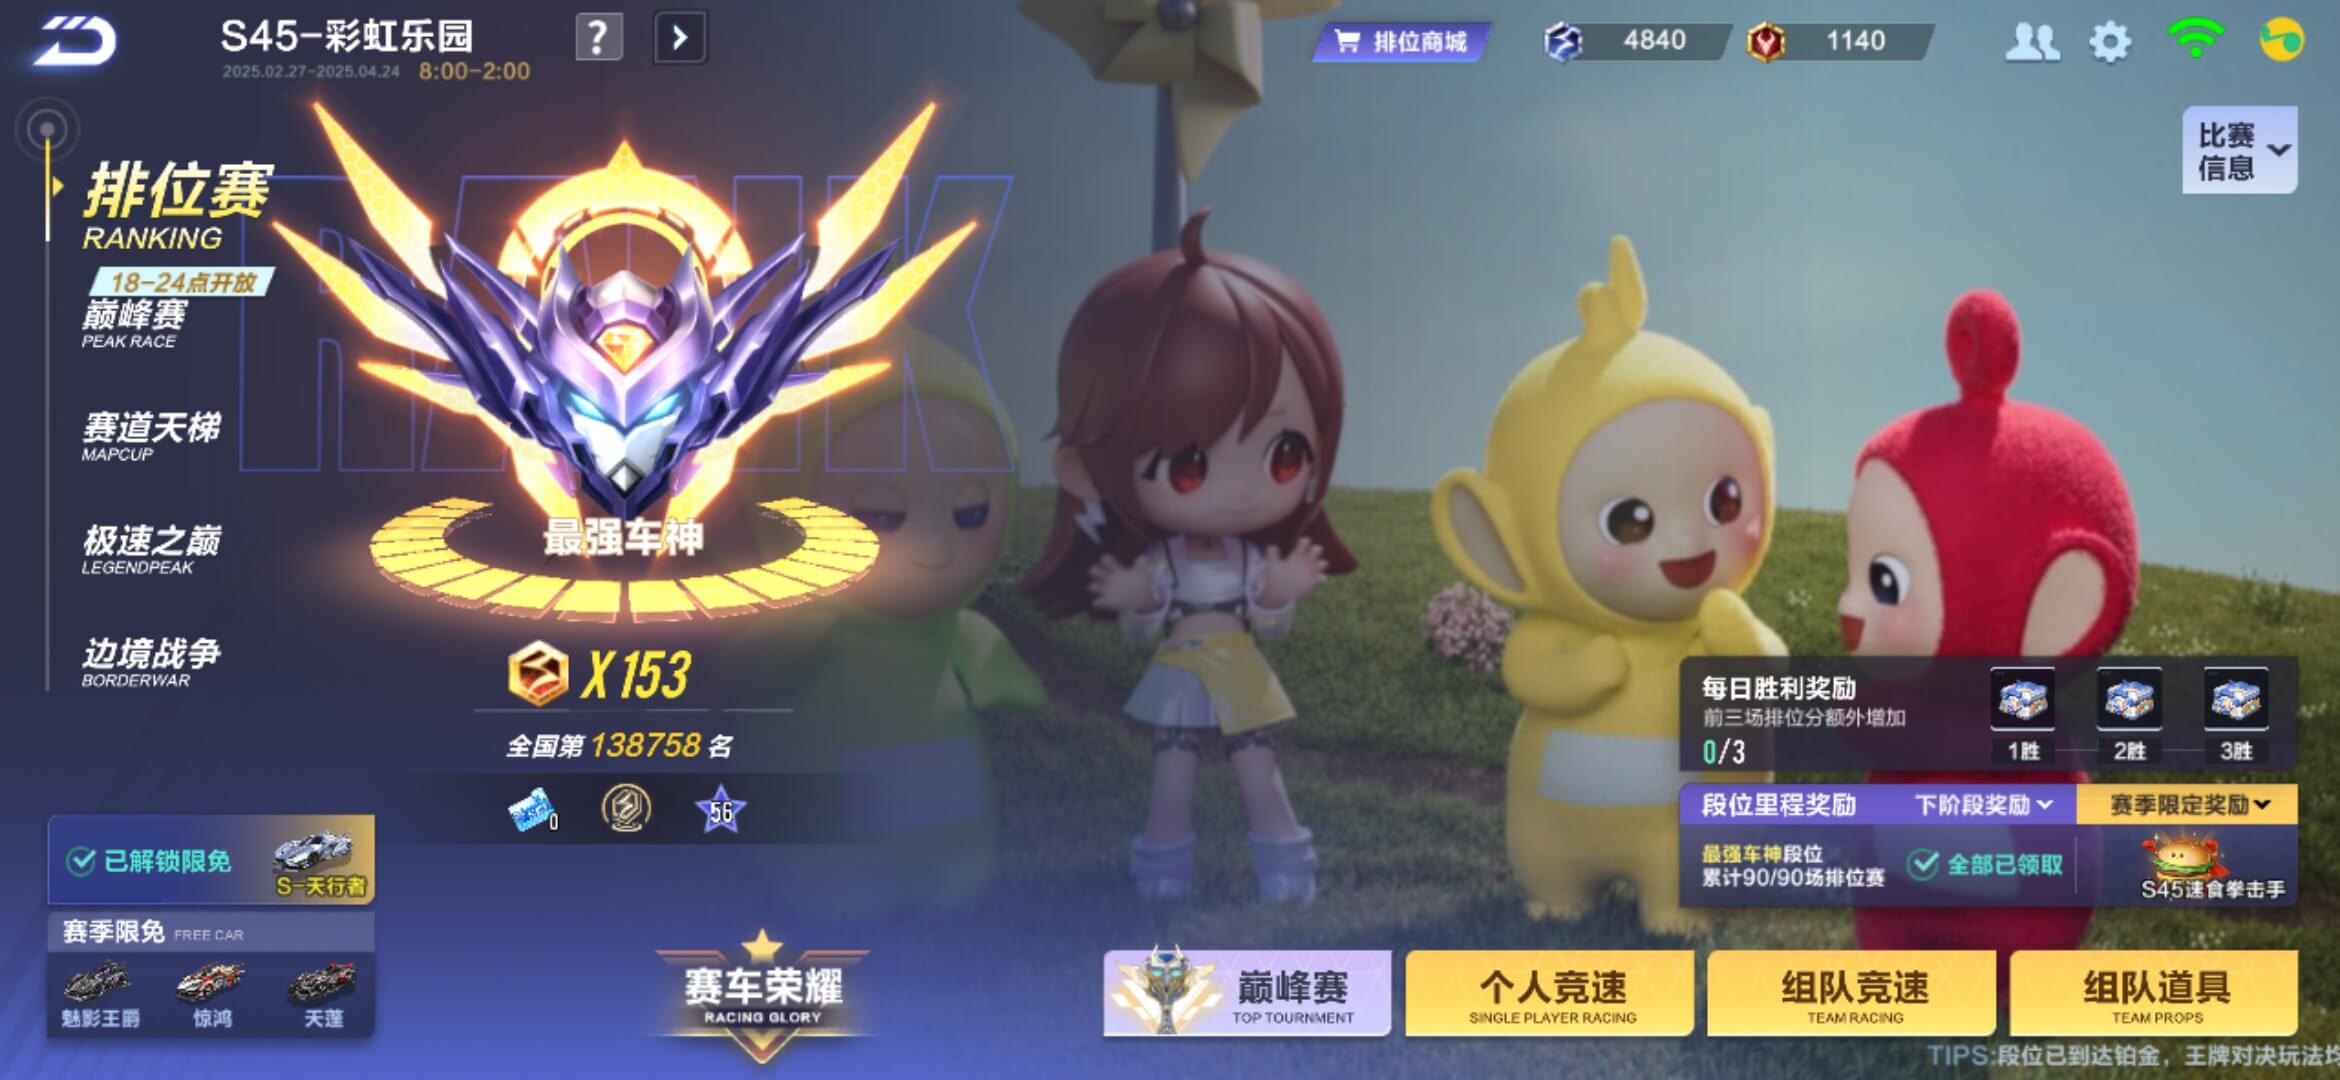 S45-彩虹乐园
2025.02.27-2025.04.24 8:00-2:00
?
排位商城
4840
1140
比赛
信息
排位赛
RANKING
RANK
18-24点开放
巅峰赛
PEAK RACE
赛道天梯
MAPCUP
极速之巅
LEGENDPEAK
边境战争
BORDERWAR
最强车神
X153
全国第138758名
0
56
已解锁限免
S-天行者
赛季限免 FREE CAR
魅影王爵
惊鸿
天蓬
赛车荣耀
RACING GLORY
每日胜利奖励
前三场排位分额外增加
0/3
1胜
2胜
3胜
段位里程奖励
下阶段奖励
赛季限定奖励
最强车神段位
累计90/90场排位赛
全部已领取
S45速食拳击手
巅峰赛
TOP TOURNMENT
个人竞速
SINGLE PLAYER RACING
组队竞速
TEAM RACING
组队道具
TEAM PROPS
TIPS:段位已到达铂金，王牌对决玩法均